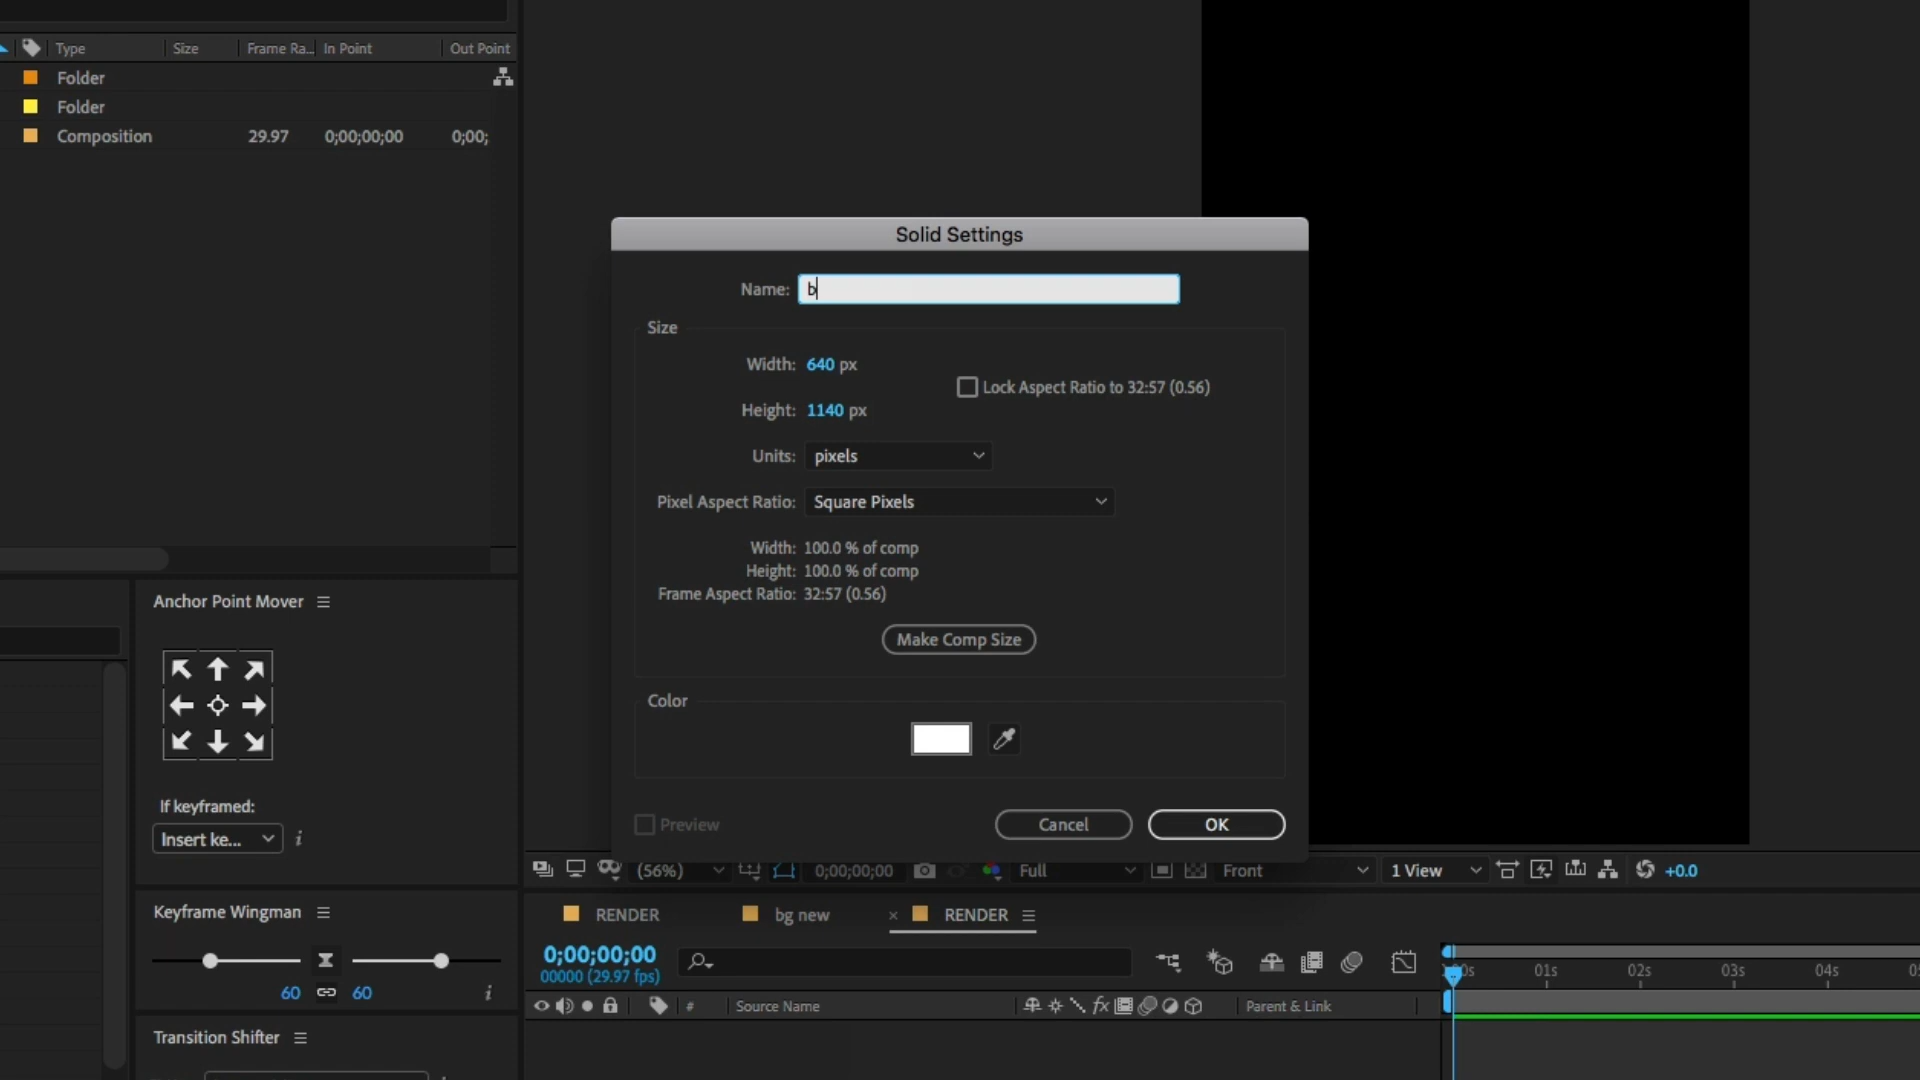 Type Size Frame Ra... In Point Out Point
Folder
Folder
Composition 29.97 0;00;00;00 0;00;
Solid Settings
Name: b
Size
Width: 640 px
Lock Aspect Ratio to 32:57 (0.56)
Height: 1140 px
Units: pixels
Pixel Aspect Ratio: Square Pixels
Width: 100.0 % of comp
Height: 100.0 % of comp
Frame Aspect Ratio: 32:57 (0.56)
Make Comp Size
Color
Preview Cancel OK
Anchor Point Mover
If keyframed:
Insert ke... i
Keyframe Wingman
60 60 i
Transition Shifter
(56%) 0;00;00;00 Full Front 1 View +0.0
RENDER bg new × RENDER
0;00;00;00
00000 (29.97 fps)
01s 02s 03s 04s
# Source Name fx Parent & Link